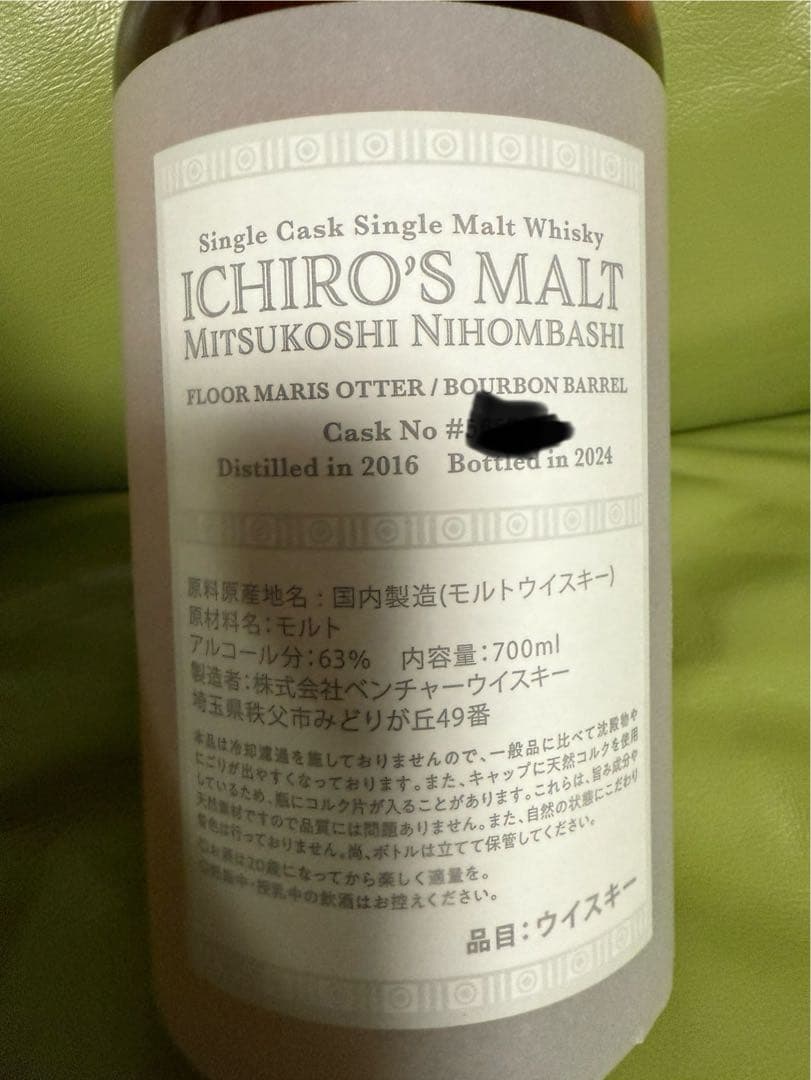 Single Cask Single Malt Whisky
ICHIRO'S MALT
MITSUKOSHI NIHOMBASHI
FLOOR MARIS OTTER / BOURBON BARREL
Cask No #
Distilled in 2016 Bottled in 2024
原料原産地名：国内製造(モルトウイスキー)
原材料名：モルト
アルコール分：63% 内容量：700ml
製造者：株式会社ベンチャーウイスキー
埼玉県秩父市みどりが丘49番
本品は冷却濾過を施しておりませんので、一般品に比べて沈殿物や
にごりが出やすくなっております。また、キャップに天然コルクを使用
しているため、瓶にコルク片が入ることがあります。これらは、旨み成分や
天然素材ですので品質には問題ありません。また、自然の状態にこだわり
着色は行っておりません。尚、ボトルは立てて保管してください。
○お酒は20歳になってから楽しく適量を。
○妊娠中・授乳中の飲酒はお控えください。
品目：ウイスキー